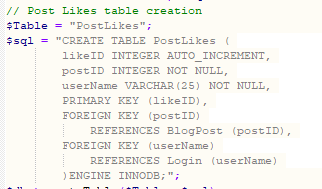 // Post Likes table creation
$Table = "PostLikes";
$sql = "CREATE TABLE PostLikes (
likeID INTEGER AUTO_INCREMENT,
postID INTEGER NOT NULL,
userName VARCHAR(25) NOT NULL,
PRIMARY KEY (likeID),
FOREIGN KEY (postID)
REFERENCES BlogPost (postID),
FOREIGN KEY (userName)
REFERENCES Login (userName)
)ENGINE INNODB;";